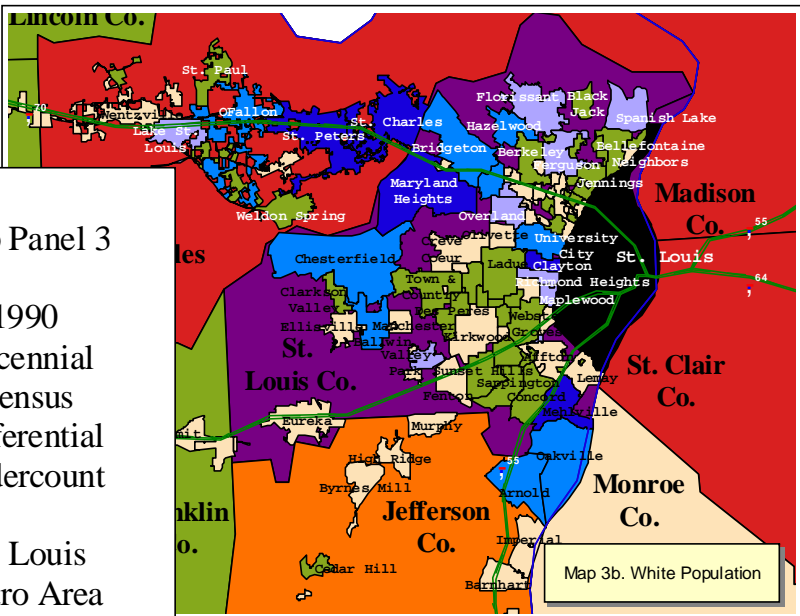 Lincoln Co.
St. Paul
70
Wentzville
OFallon
Lake St.
Louis
St. Peters
St.
Charles
Weldon Spring
Florissant
Black
Jack
Spanish Lake
Hazelwood
Bridgeton
Berkeley
Ferguson
Bellefontaine
Neighbors
Jennings
Maryland
Heights
Overland
Olivette
University
City
Clayton
St. Louis
Richmond Heights
Maplewood
Madison
Co.
55
64
Creve
Coeur
Ladue
Chesterfield
Clarkson
Valley
Town &
Country
Des Peres
Ellisville
Manchester
Ballwin
Kirkwood
Webster
Groves
Valley
Park
Sunset Hills
Affton
Sappington
Concord
Lemay
Mehlville
Fenton
St.
Louis Co.
St. Clair
Co.
Eureka
Murphy
High Ridge
Byrnes Mill
Oakville
55
Arnold
Jefferson
Co.
Monroe
Co.
Imperial
Cedar Hill
Barnhart
Map 3b. White Population
Panel 3
1990
cennial
ensus
ferential
dercount
Louis
ro Area
les
mit
nklin
o.